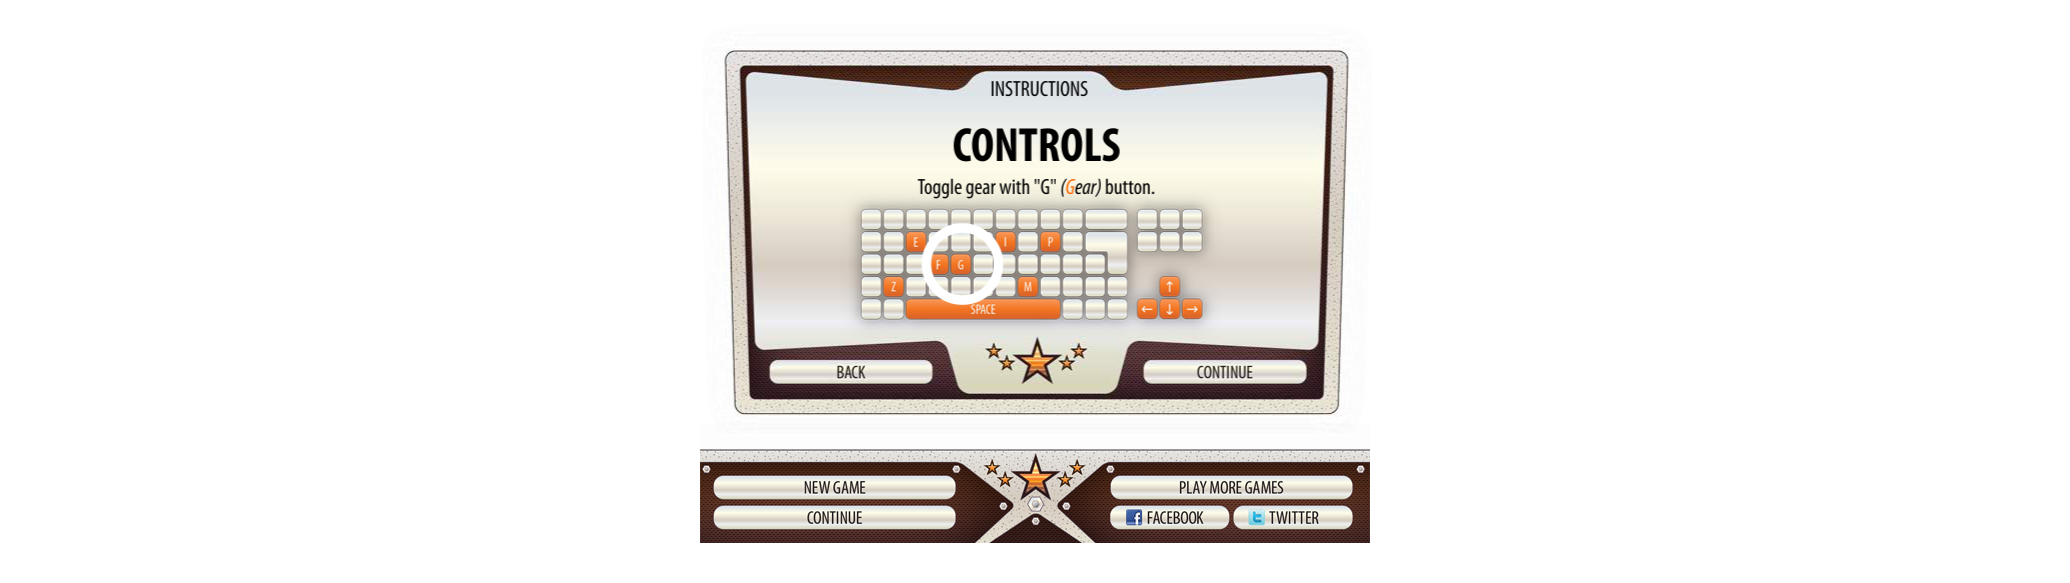 INSTRUCTIONS
CONTROLS
Toggle gear with "G" (Gear) button.
E I P
F G
Z M ↑
SPACE ← ↓ →
BACK CONTINUE
NEW GAME PLAY MORE GAMES
CONTINUE FACEBOOK TWITTER